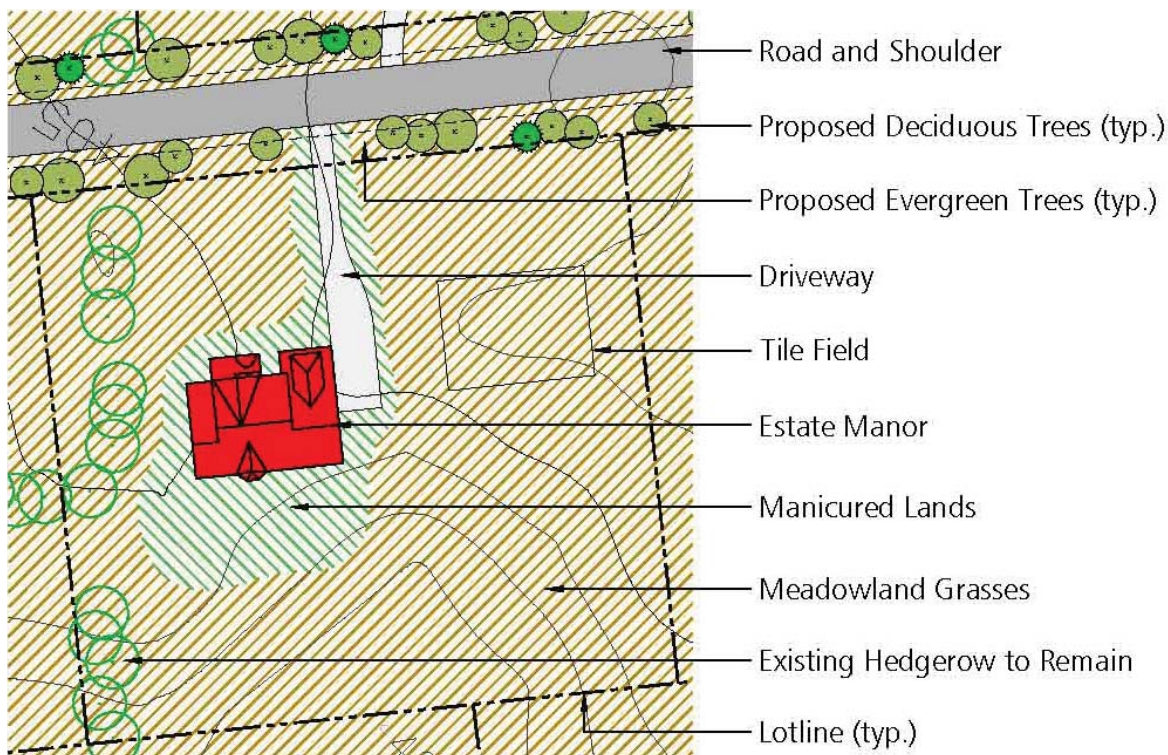 Road and Shoulder
Proposed Deciduous Trees (typ.)
Proposed Evergreen Trees (typ.)
Driveway
Tile Field
Estate Manor
Manicured Lands
Meadowland Grasses
Existing Hedgerow to Remain
Lotline (typ.)